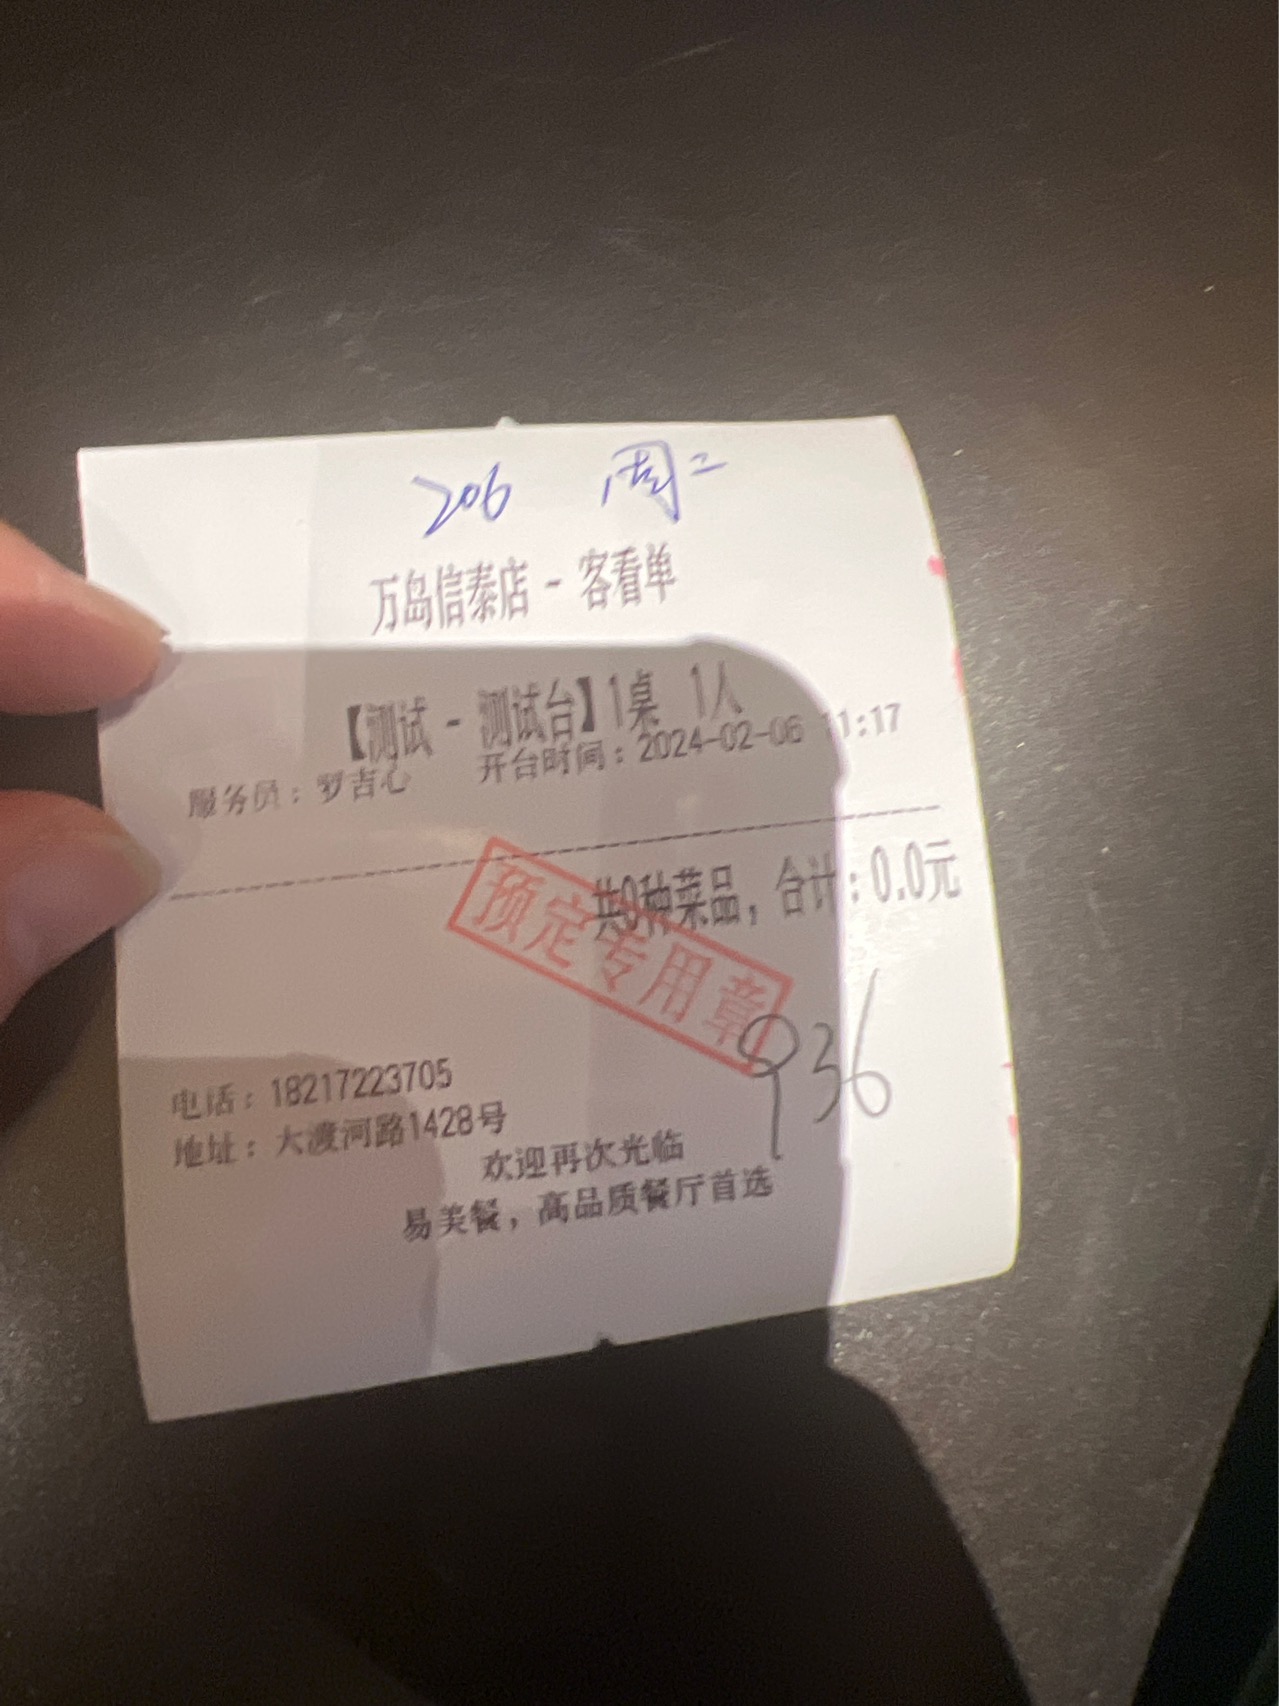 206 周二
万岛信泰店 - 客看单
【测试 - 测试台】1桌 1人
服务员：罗吉心 开台时间：2024-02-06 11:17
共0种菜品，合计：0.0元
预定专用章
936
电话：18217223705
地址：大渡河路1428号
欢迎再次光临
易美餐，高品质餐厅首选